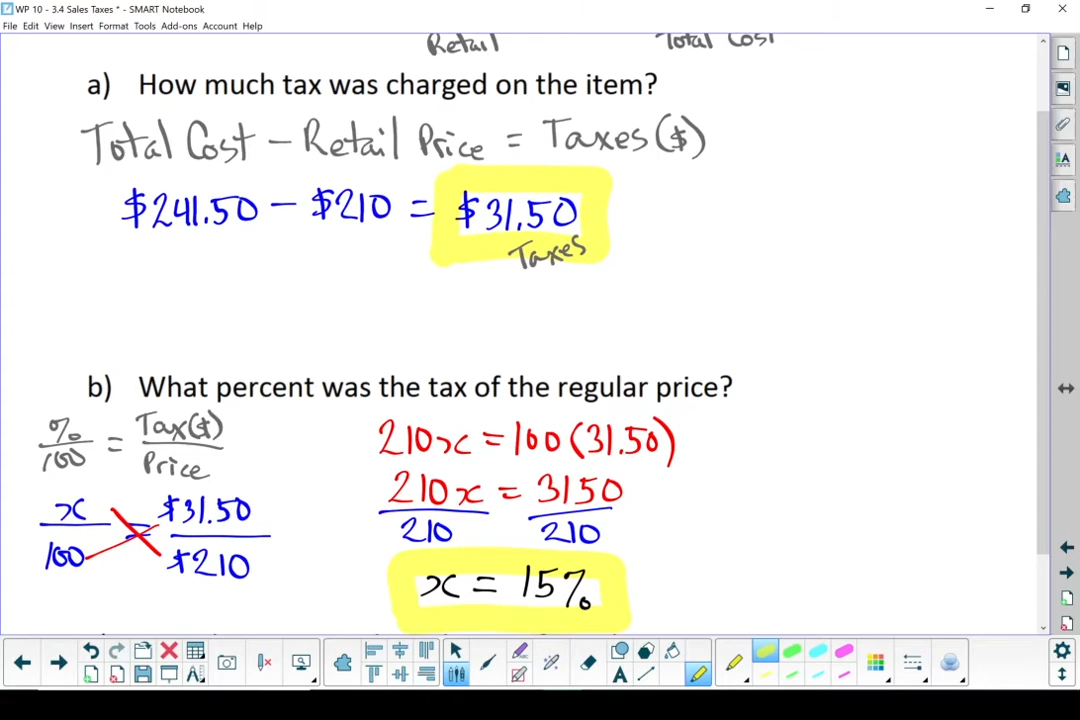 WP 10 - 3.4 Sales Taxes * - SMART Notebook
File Edit View Insert Format Tools Add-ons Account Help
Retail Total Cost
a) How much tax was charged on the item?
Total Cost - Retail Price = Taxes($)
$241.50 - $210 = $31.50
Taxes
b) What percent was the tax of the regular price?
%/100 = Tax($)/Price
x/100 = $31.50/$210
210x = 100(31.50)
210x = 3150
210 210
x = 15%